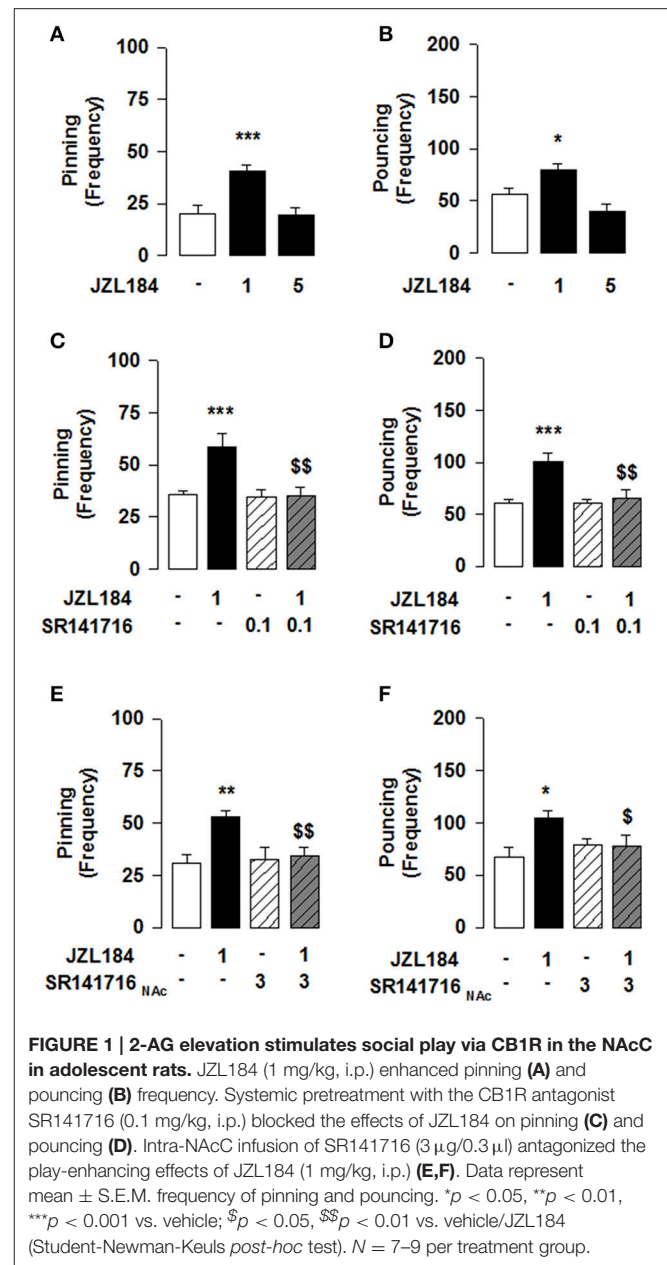 A
100
75
50
25
0
Pinning
(Frequency)
***
JZL184 - 1 5
B
200
150
100
50
0
Pouncing
(Frequency)
*
JZL184 - 1 5
C
100
75
50
25
0
Pinning
(Frequency)
***
$$
JZL184 - 1 - 1
SR141716 - - 0.1 0.1
D
200
150
100
50
0
Pouncing
(Frequency)
***
$$
JZL184 - 1 - 1
SR141716 - - 0.1 0.1
E
100
75
50
25
0
Pinning
(Frequency)
**
$$
JZL184 - 1 - 1
SR141716 NAc - - 3 3
F
200
150
100
50
0
Pouncing
(Frequency)
*
$
JZL184 - 1 - 1
SR141716 NAc - - 3 3
FIGURE 1 | 2-AG elevation stimulates social play via CB1R in the NAcC
in adolescent rats. JZL184 (1 mg/kg, i.p.) enhanced pinning (A) and
pouncing (B) frequency. Systemic pretreatment with the CB1R antagonist
SR141716 (0.1 mg/kg, i.p.) blocked the effects of JZL184 on pinning (C) and
pouncing (D). Intra-NAcC infusion of SR141716 (3 μg/0.3 μl) antagonized the
play-enhancing effects of JZL184 (1 mg/kg, i.p.) (E,F). Data represent
mean ± S.E.M. frequency of pinning and pouncing. *p < 0.05, **p < 0.01,
***p < 0.001 vs. vehicle; $p < 0.05, $$p < 0.01 vs. vehicle/JZL184
(Student-Newman-Keuls post-hoc test). N = 7–9 per treatment group.